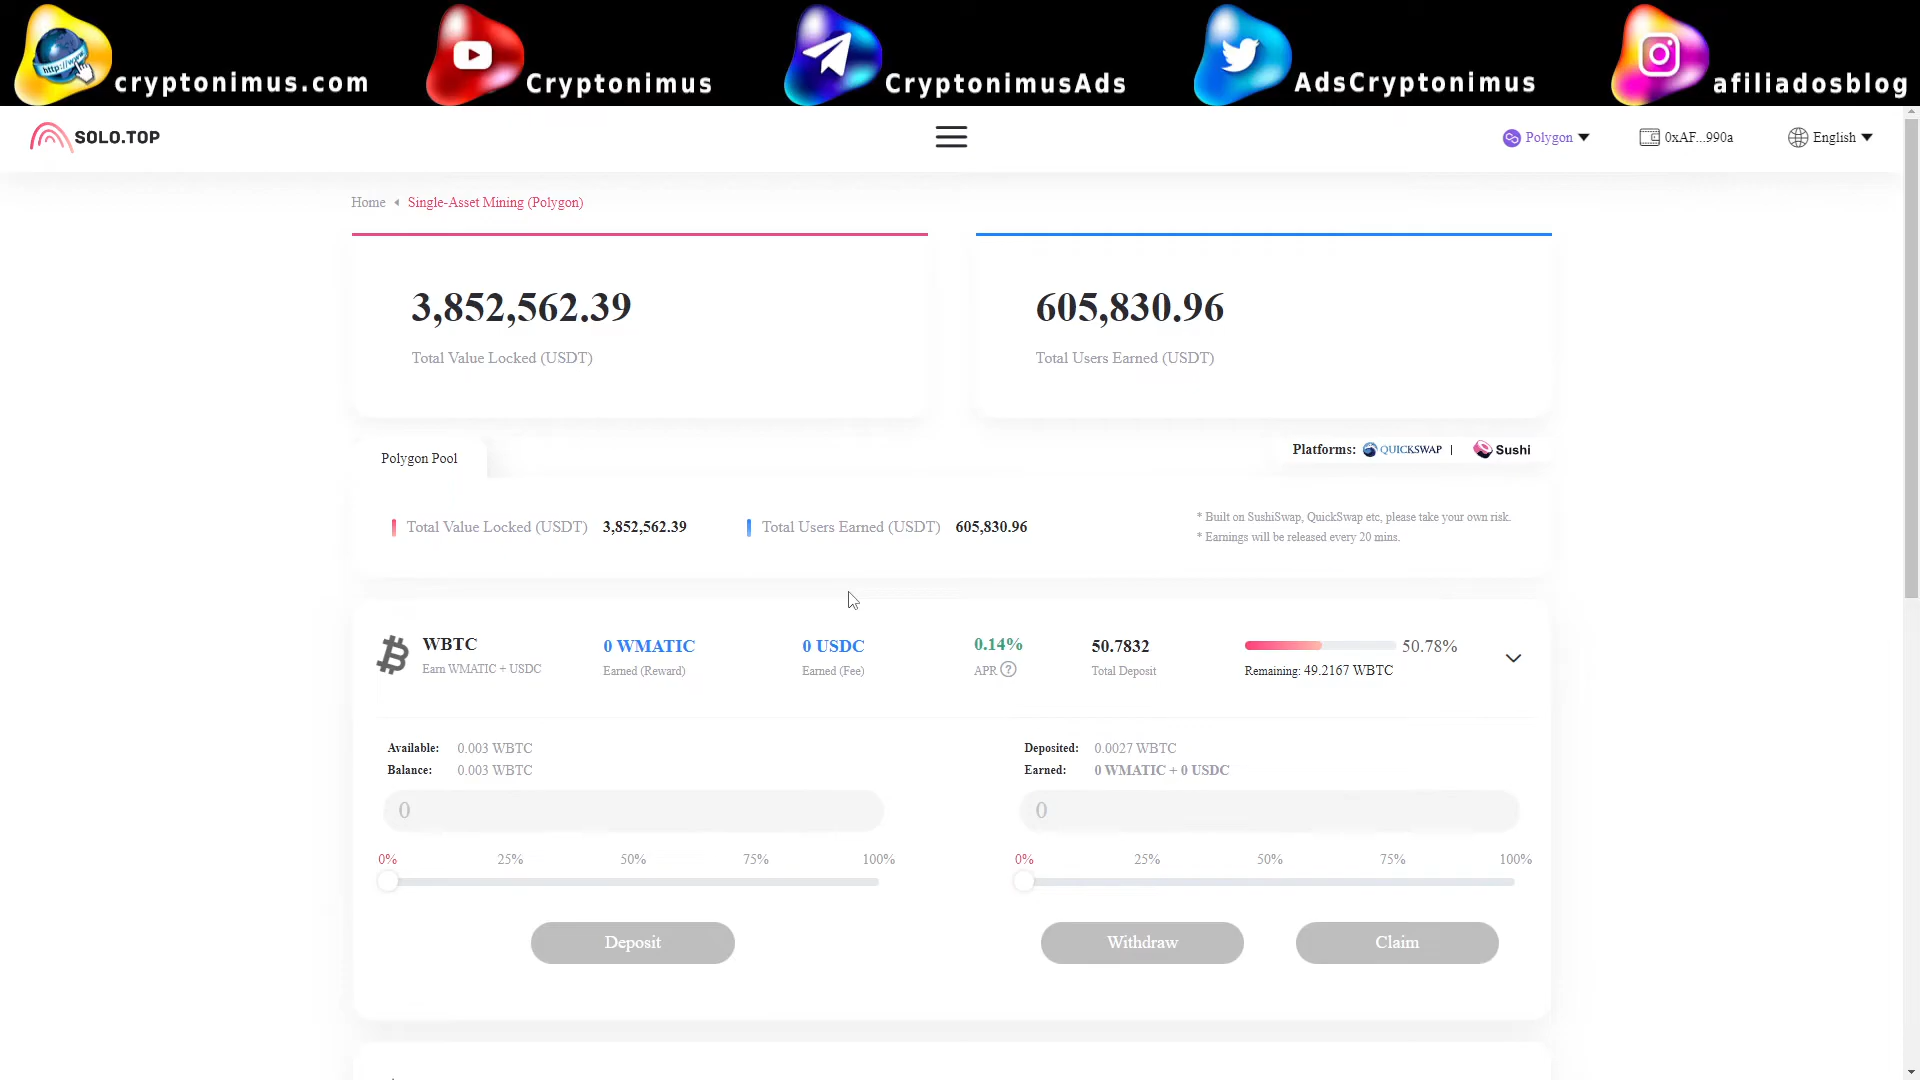 http://www
cryptonimus.com
Cryptonimus
CryptonimusAds
AdsCryptonimus
afiliadosblog
SOLO.TOP
Polygon
0xAF...990a
English
Home
Single-Asset Mining (Polygon)
3,852,562.39
Total Value Locked (USDT)
605,830.96
Total Users Earned (USDT)
Polygon Pool
Platforms: QUICKSWAP | Sushi
Total Value Locked (USDT) 3,852,562.39
Total Users Earned (USDT) 605,830.96
* Built on SushiSwap, QuickSwap etc, please take your own risk.
* Earnings will be released every 20 mins.
WBTC
Earn WMATIC + USDC
0 WMATIC
Earned (Reward)
0 USDC
Earned (Fee)
0.14%
APR ?
50.7832
Total Deposit
50.78%
Remaining: 49.2167 WBTC
Available: 0.003 WBTC
Balance: 0.003 WBTC
0
0% 25% 50% 75% 100%
Deposit
Deposited: 0.0027 WBTC
Earned: 0 WMATIC + 0 USDC
0
0% 25% 50% 75% 100%
Withdraw
Claim